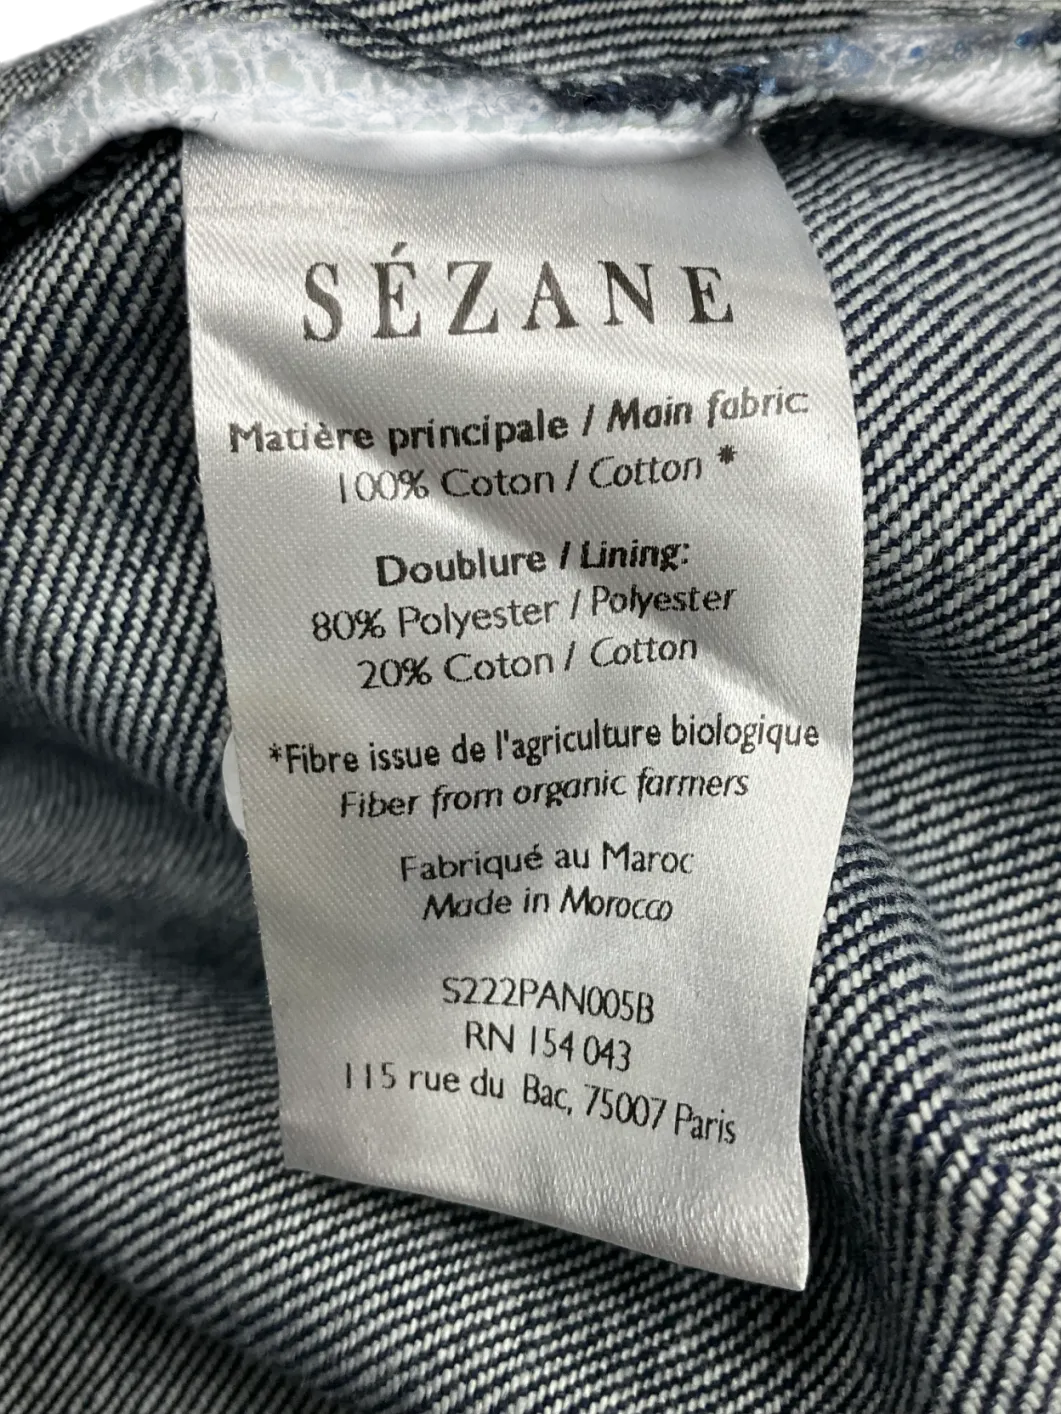 SÉZANE
Matière principale / Main fabric:
100% Coton / Cotton *
Doublure / Lining:
80% Polyester / Polyester
20% Coton / Cotton
*Fibre issue de l'agriculture biologique
Fiber from organic farmers
Fabriqué au Maroc
Made in Morocco
S222PAN005B
RN 154 043
115 rue du Bac, 75007 Paris